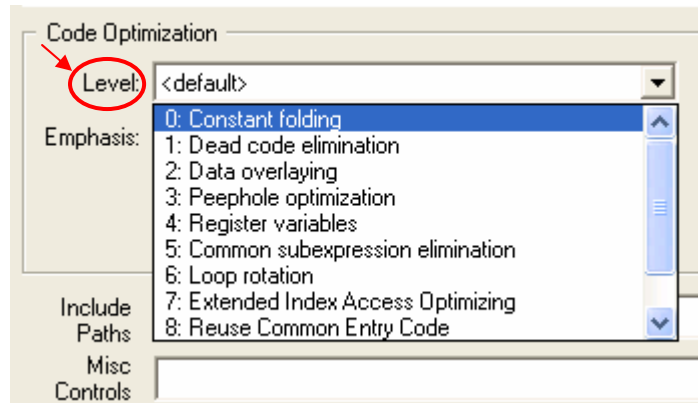 Code Optimization
Level: <default>
0: Constant folding
Emphasis:
1: Dead code elimination
2: Data overlaying
3: Peephole optimization
4: Register variables
5: Common subexpression elimination
6: Loop rotation
7: Extended Index Access Optimizing
8: Reuse Common Entry Code
Include
Paths
Misc
Controls